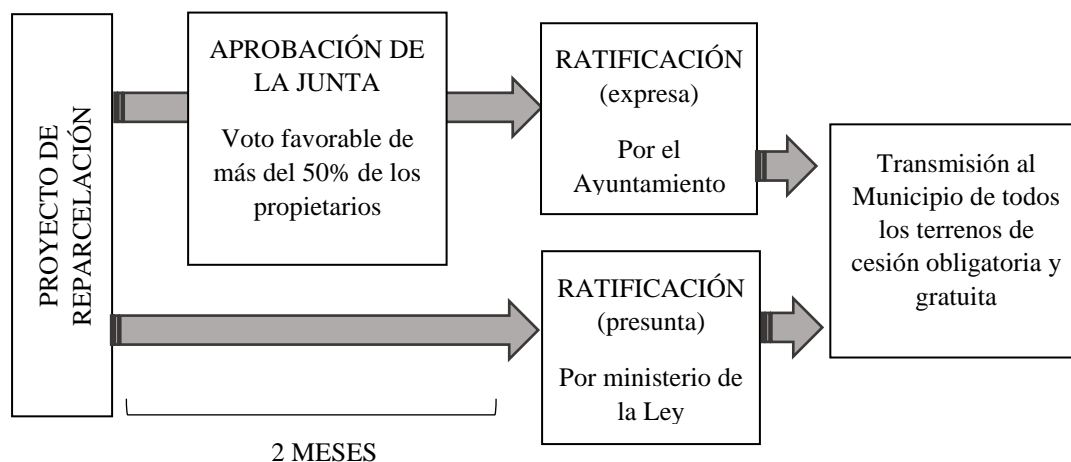 PROYECTO DE
REPARCELACIÓN
APROBACIÓN DE
LA JUNTA
Voto favorable de
más del 50% de los
propietarios
RATIFICACIÓN
(expresa)
Por el
Ayuntamiento
RATIFICACIÓN
(presunta)
Por ministerio de
la Ley
Transmisión al
Municipio de todos
los terrenos de
cesión obligatoria y
gratuita
2 MESES